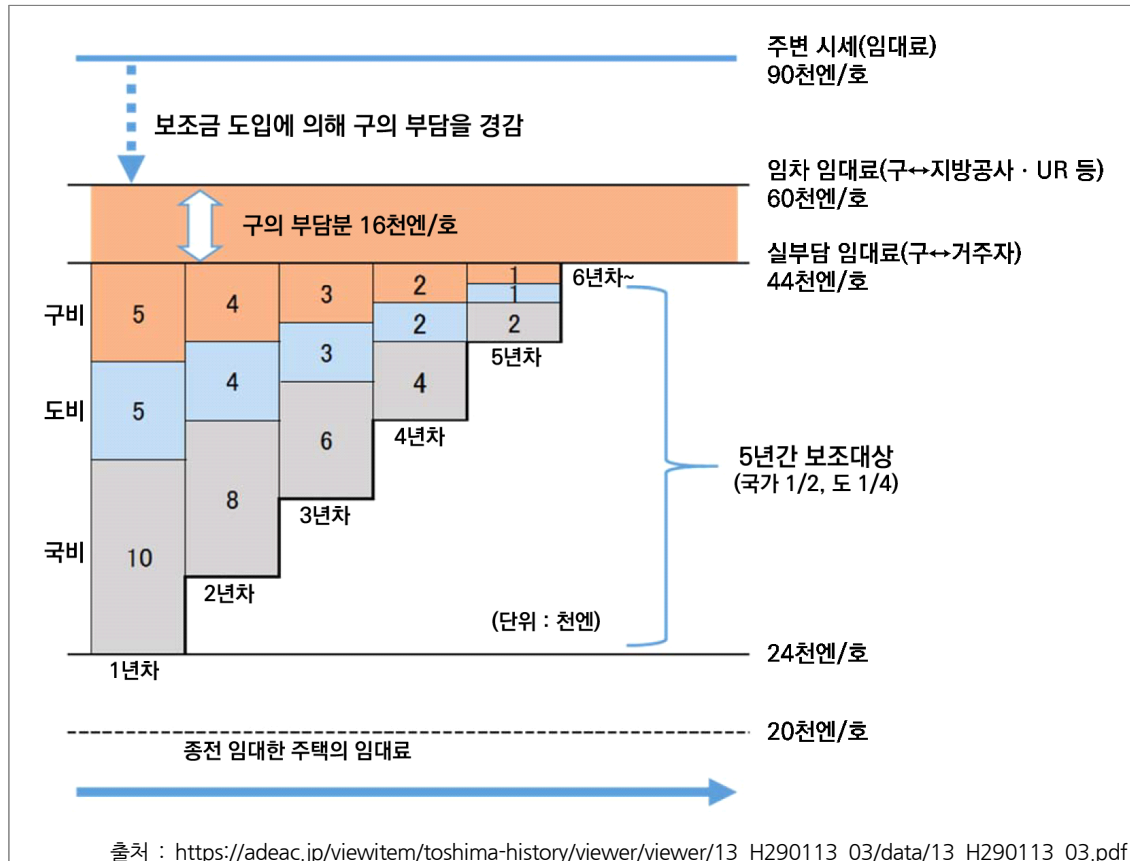 주변 시세(임대료)
90천엔/호
보조금 도입에 의해 구의 부담을 경감
임차 임대료(구↔지방공사 · UR 등)
60천엔/호
구의 부담분 16천엔/호
실부담 임대료(구↔거주자)
44천엔/호
6년차~
구비
5
4
3
2
1
도비
5
4
3
2
1
국비
10
8
6
4
2
5년차
4년차
3년차
2년차
1년차
5년간 보조대상
(국가 1/2, 도 1/4)
(단위 : 천엔)
24천엔/호
20천엔/호
종전 임대한 주택의 임대료
출처 : https://adeac.jp/viewitem/toshima-history/viewer/viewer/13_H290113_03/data/13_H290113_03.pdf